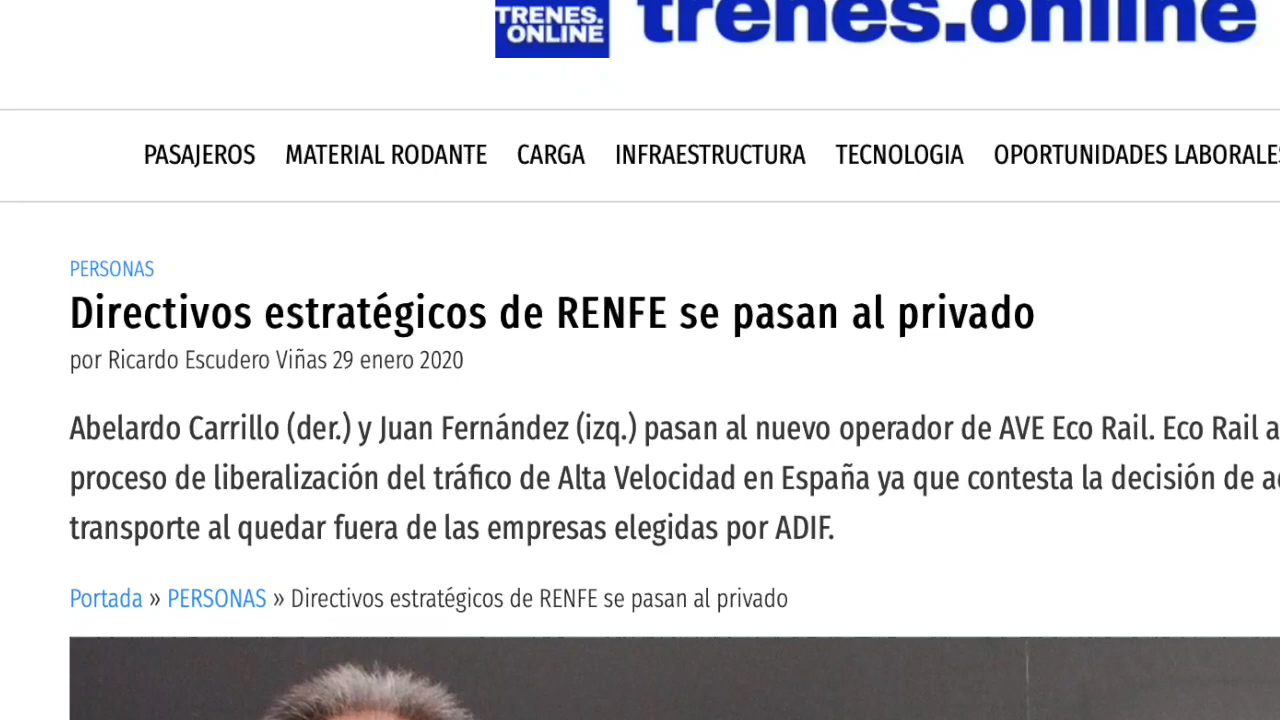 TRENES.
ONLINE
trenes.online
PASAJEROS MATERIAL RODANTE CARGA INFRAESTRUCTURA TECNOLOGIA OPORTUNIDADES LABORALES
PERSONAS
Directivos estratégicos de RENFE se pasan al privado
por Ricardo Escudero Viñas 29 enero 2020
Abelardo Carrillo (der.) y Juan Fernández (izq.) pasan al nuevo operador de AVE Eco Rail. Eco Rail
proceso de liberalización del tráfico de Alta Velocidad en España ya que contesta la decisión de
transporte al quedar fuera de las empresas elegidas por ADIF.
Portada » PERSONAS » Directivos estratégicos de RENFE se pasan al privado